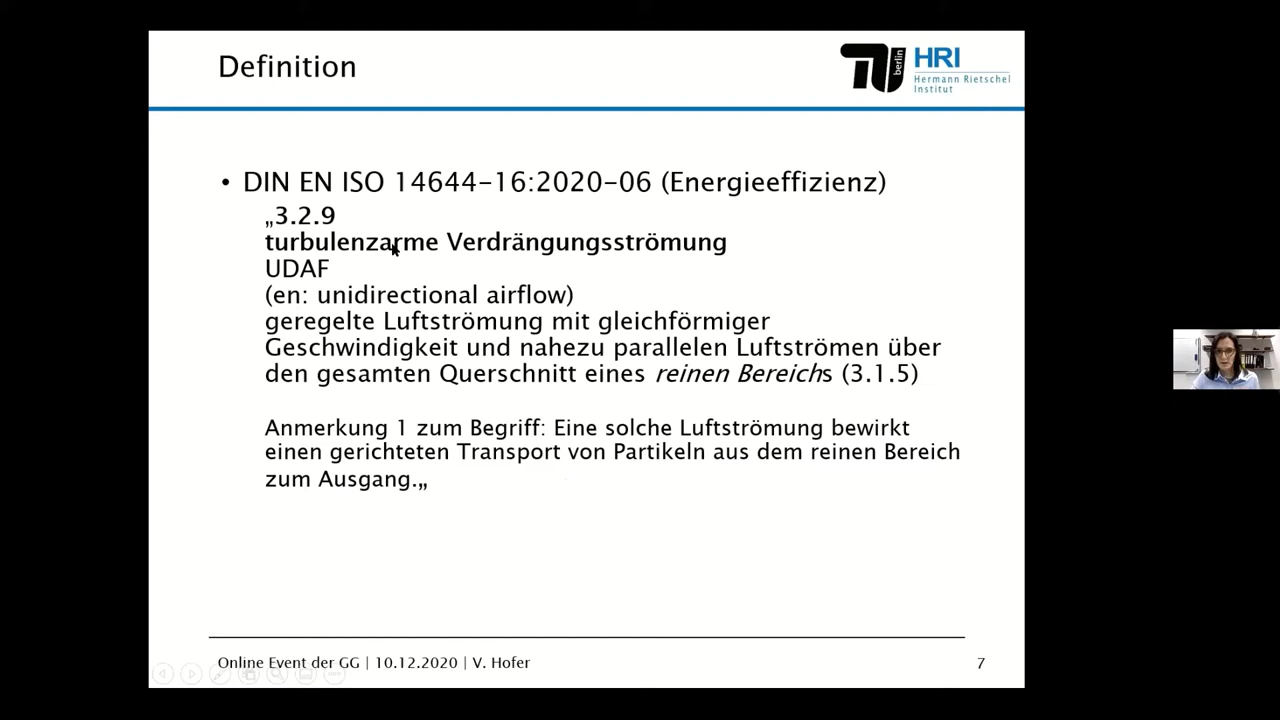 Definition
TU berlin
HRI
Hermann Rietschel
Institut
• DIN EN ISO 14644-16:2020-06 (Energieeffizienz)
„3.2.9
turbulenzarme Verdrängungsströmung
UDAF
(en: unidirectional airflow)
geregelte Luftströmung mit gleichförmiger
Geschwindigkeit und nahezu parallelen Luftströmen über
den gesamten Querschnitt eines reinen Bereichs (3.1.5)
Anmerkung 1 zum Begriff: Eine solche Luftströmung bewirkt
einen gerichteten Transport von Partikeln aus dem reinen Bereich
zum Ausgang.„
Online Event der GG | 10.12.2020 | V. Hofer
7